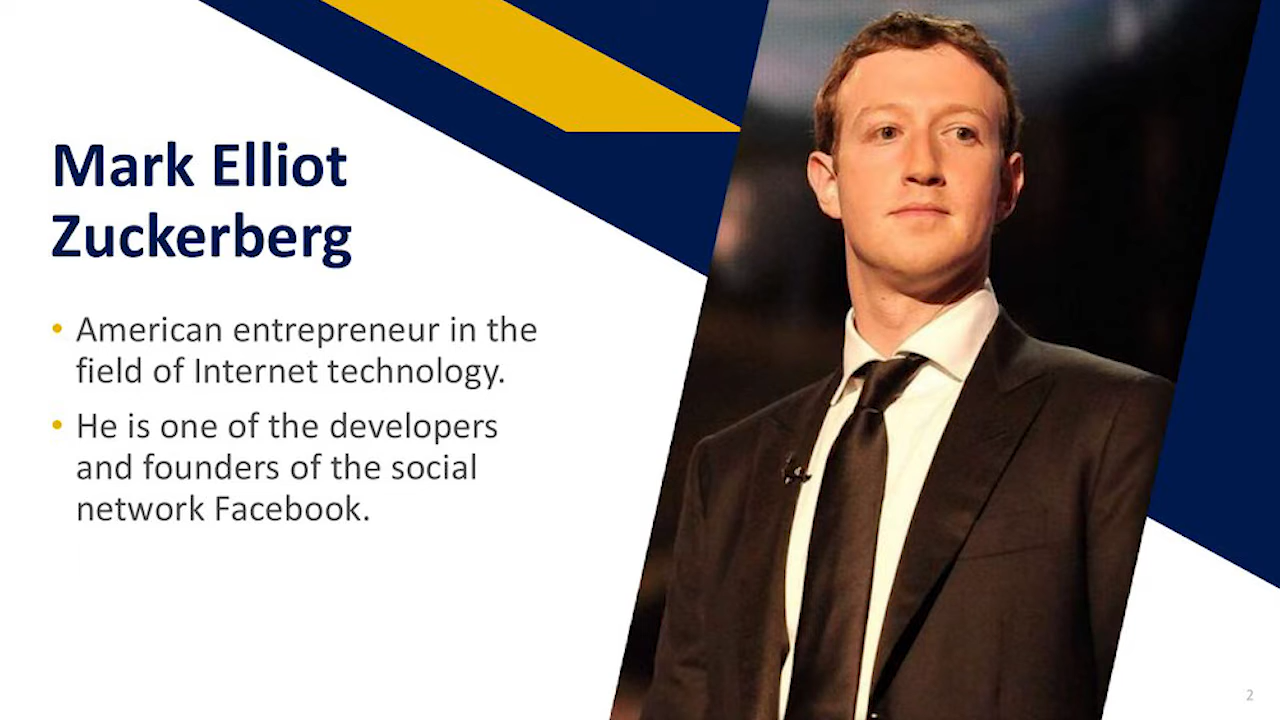 Mark Elliot
Zuckerberg
• American entrepreneur in the
field of Internet technology.
• He is one of the developers
and founders of the social
network Facebook.
2